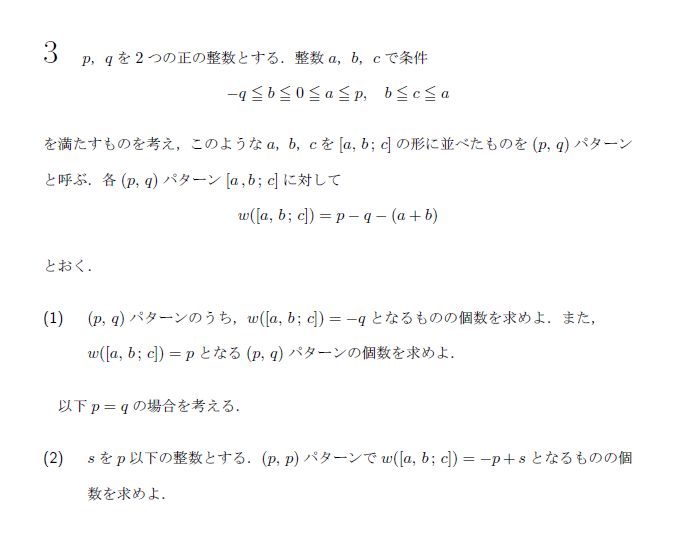 3 p，q を 2 つの正の整数とする．整数 a，b，c で条件
−q ≦ b ≦ 0 ≦ a ≦ p, b ≦ c ≦ a
を満たすものを考え，このような a，b，c を [a, b ; c] の形に並べたものを (p, q) パターン
と呼ぶ．各 (p, q) パターン [a ,b ; c] に対して
w([a, b ; c]) = p − q − (a + b)
とおく．
(1) (p, q) パターンのうち，w([a, b ; c]) = −q となるものの個数を求めよ．また，
w([a, b ; c]) = p となる (p, q) パターンの個数を求めよ．
以下 p = q の場合を考える．
(2) s を p 以下の整数とする．(p, p) パターンで w([a, b ; c]) = −p + s となるものの個
数を求めよ．